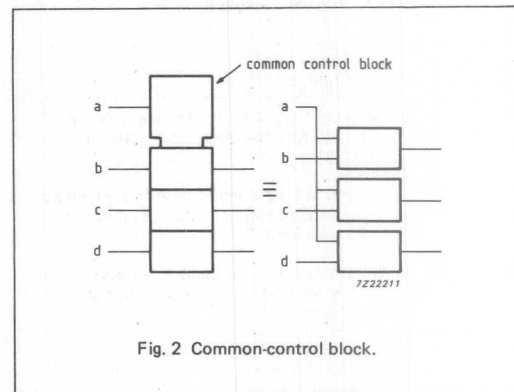 common control block
a
a
b
b
c
≡
c
d
d
7Z22211
Fig. 2 Common-control block.